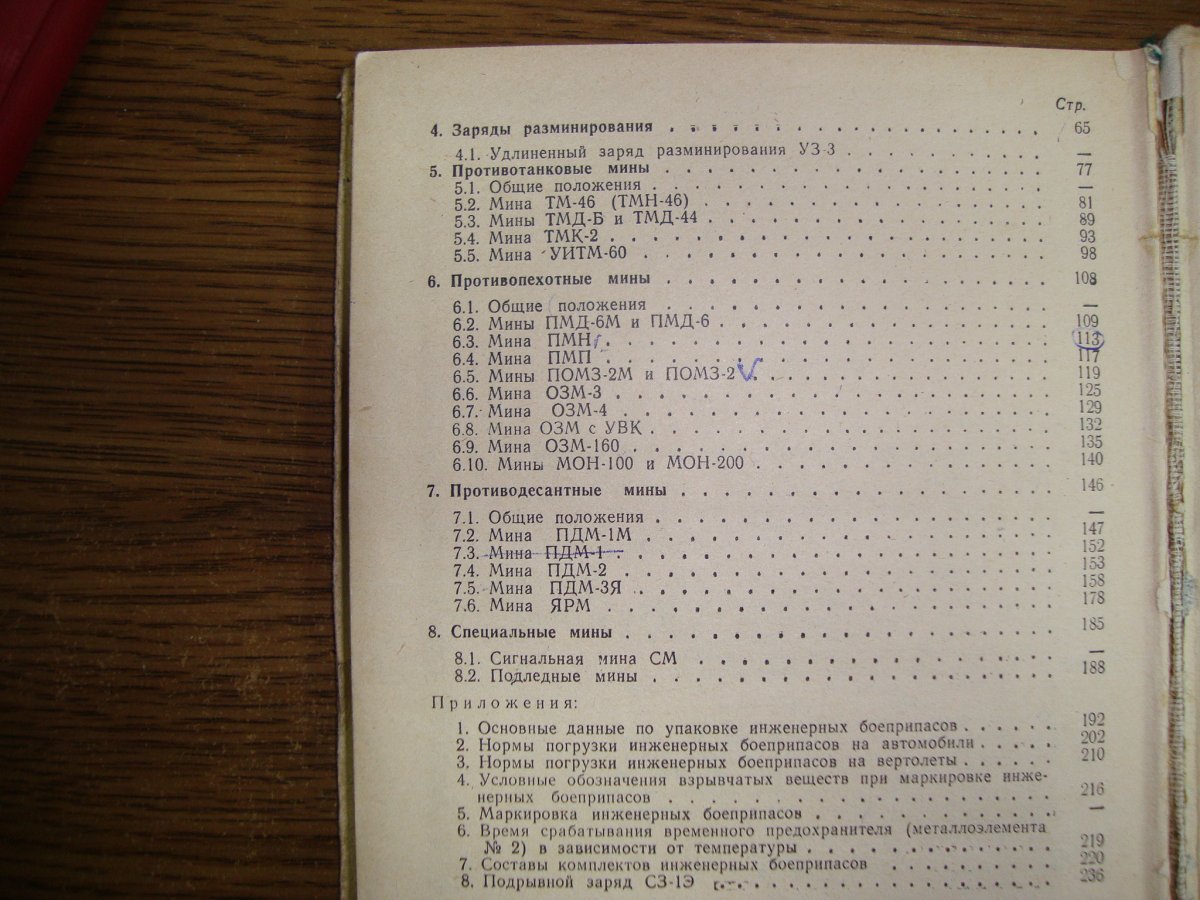 Стр.
4. Заряды разминирования . . . . . . . . . . . . . . . . . 65
4.1. Удлиненный заряд разминирования УЗ-3 . . . . . . . . —
5. Противотанковые мины . . . . . . . . . . . . . . . . . 77
5.1. Общие положения . . . . . . . . . . . . . . . . —
5.2. Мина ТМ-46 (ТМН-46) . . . . . . . . . . . . . . 81
5.3. Мины ТМД-Б и ТМД-44 . . . . . . . . . . . . . . 89
5.4. Мина ТМК-2 . . . . . . . . . . . . . . . . . . 93
5.5. Мина УИТМ-60 . . . . . . . . . . . . . . . . . 98
6. Противопехотные мины . . . . . . . . . . . . . . . . . 108
6.1. Общие положения . . . . . . . . . . . . . . . . —
6.2. Мины ПМД-6М и ПМД-6 . . . . . . . . . . . . . . 109
6.3. Мина ПМН . . . . . . . . . . . . . . . . . . . 113
6.4. Мина ПМП . . . . . . . . . . . . . . . . . . . 117
6.5. Мины ПОМЗ-2М и ПОМЗ-2 . . . . . . . . . . . . . 119
6.6. Мина ОЗМ-3 . . . . . . . . . . . . . . . . . . 125
6.7. Мина ОЗМ-4 . . . . . . . . . . . . . . . . . . 129
6.8. Мина ОЗМ с УВК . . . . . . . . . . . . . . . . 132
6.9. Мина ОЗМ-160 . . . . . . . . . . . . . . . . . 135
6.10. Мины МОН-100 и МОН-200 . . . . . . . . . . . . 140
7. Противодесантные мины . . . . . . . . . . . . . . . . 146
7.1. Общие положения . . . . . . . . . . . . . . . . —
7.2. Мина ПДМ-1М . . . . . . . . . . . . . . . . . . 147
7.3. Мина ПДМ-1 . . . . . . . . . . . . . . . . . . 152
7.4. Мина ПДМ-2 . . . . . . . . . . . . . . . . . . 153
7.5. Мина ПДМ-3Я . . . . . . . . . . . . . . . . . . 158
7.6. Мина ЯРМ . . . . . . . . . . . . . . . . . . . 178
8. Специальные мины . . . . . . . . . . . . . . . . . . . 185
8.1. Сигнальная мина СМ . . . . . . . . . . . . . . —
8.2. Подледные мины . . . . . . . . . . . . . . . . 188
Приложения:
1. Основные данные по упаковке инженерных боеприпасов . . . . . 192
2. Нормы погрузки инженерных боеприпасов на автомобили . . . . 202
3. Нормы погрузки инженерных боеприпасов на вертолеты . . . . . 210
4. Условные обозначения взрывчатых веществ при маркировке инже-
нерных боеприпасов . . . . . . . . . . . . . . . . 216
5. Маркировка инженерных боеприпасов . . . . . . . . . . —
6. Время срабатывания временного предохранителя (металлоэлемента
№ 2) в зависимости от температуры . . . . . . . . . . 219
7. Составы комплектов инженерных боеприпасов . . . . . . . 220
8. Подрывной заряд СЗ-1Э . . . . . . . . . . . . . . . 236